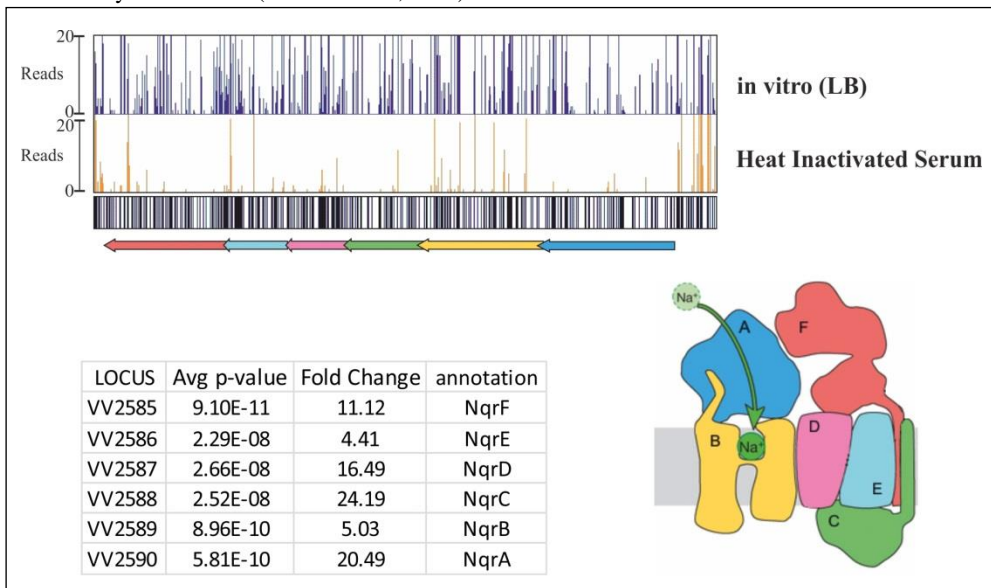 20
Reads
0
in vitro (LB)
20
Reads
0
Heat Inactivated Serum
Na⁺
A
F
B
Na⁺
D
E
C
LOCUS Avg p-value Fold Change annotation
VV2585 9.10E-11 11.12 NqrF
VV2586 2.29E-08 4.41 NqrE
VV2587 2.66E-08 16.49 NqrD
VV2588 2.52E-08 24.19 NqrC
VV2589 8.96E-10 5.03 NqrB
VV2590 5.81E-10 20.49 NqrA